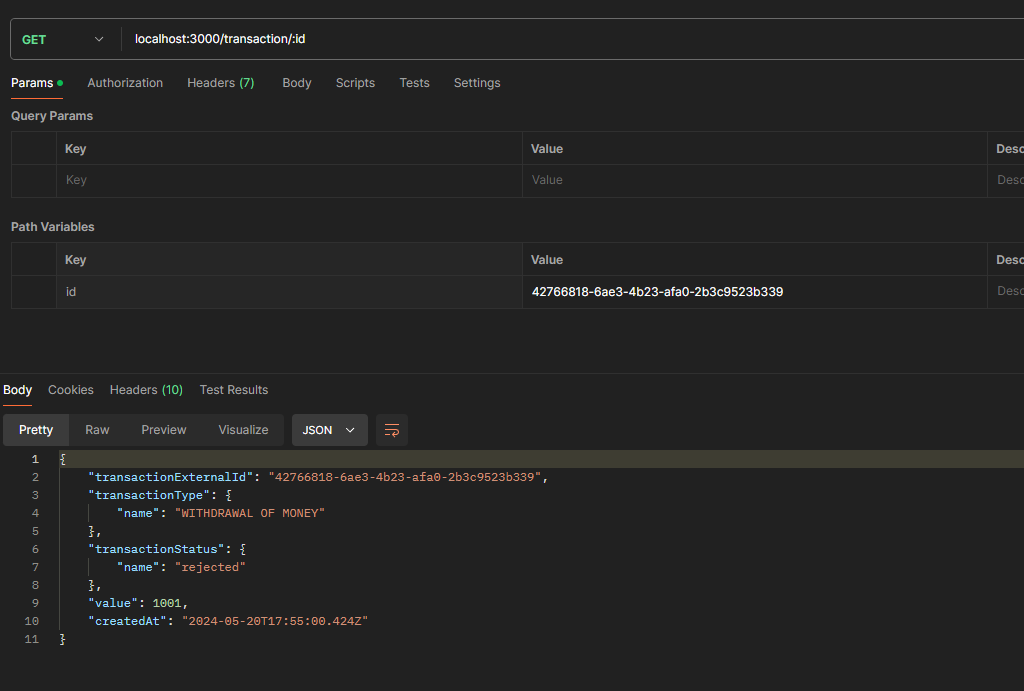 GET localhost:3000/transaction/:id
Params Authorization Headers (7) Body Scripts Tests Settings
Query Params
Key Value Desc
Key Value Desc
Path Variables
Key Value Desc
id 42766818-6ae3-4b23-afa0-2b3c9523b339 Desc
Body Cookies Headers (10) Test Results
Pretty Raw Preview Visualize JSON
1 {
2 "transactionExternalId": "42766818-6ae3-4b23-afa0-2b3c9523b339",
3 "transactionType": {
4 "name": "WITHDRAWAL OF MONEY"
5 },
6 "transactionStatus": {
7 "name": "rejected"
8 },
9 "value": 1001,
10 "createdAt": "2024-05-20T17:55:00.424Z"
11 }